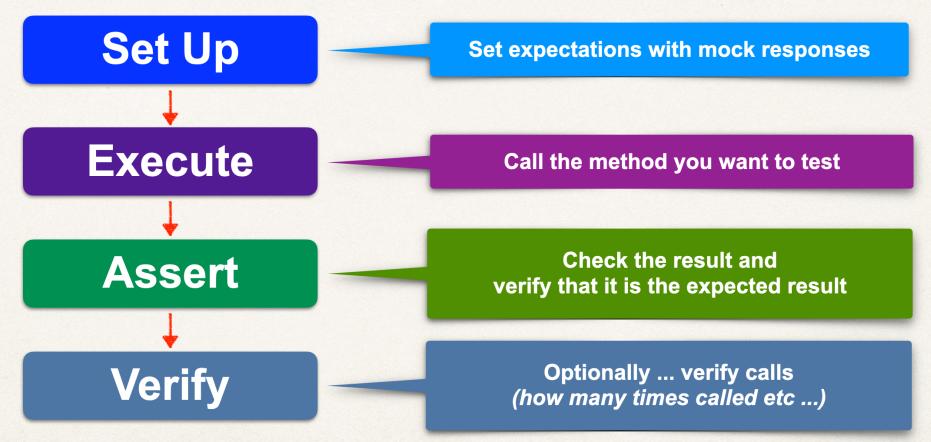 Set Up
Set expectations with mock responses
Execute
Call the method you want to test
Assert
Check the result and
verify that it is the expected result
Verify
Optionally ... verify calls
(how many times called etc ...)